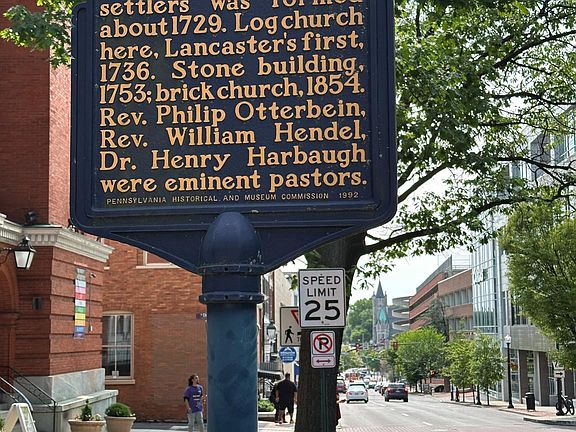 settlers was formed
about 1729. Log church
here, Lancaster's first,
1736. Stone building,
1753; brick church, 1854.
Rev. Philip Otterbein,
Rev. William Hendel,
Dr. Henry Harbaugh
were eminent pastors.
PENNSYLVANIA HISTORICAL AND MUSEUM COMMISSION 1992
SPEED
LIMIT
25
P